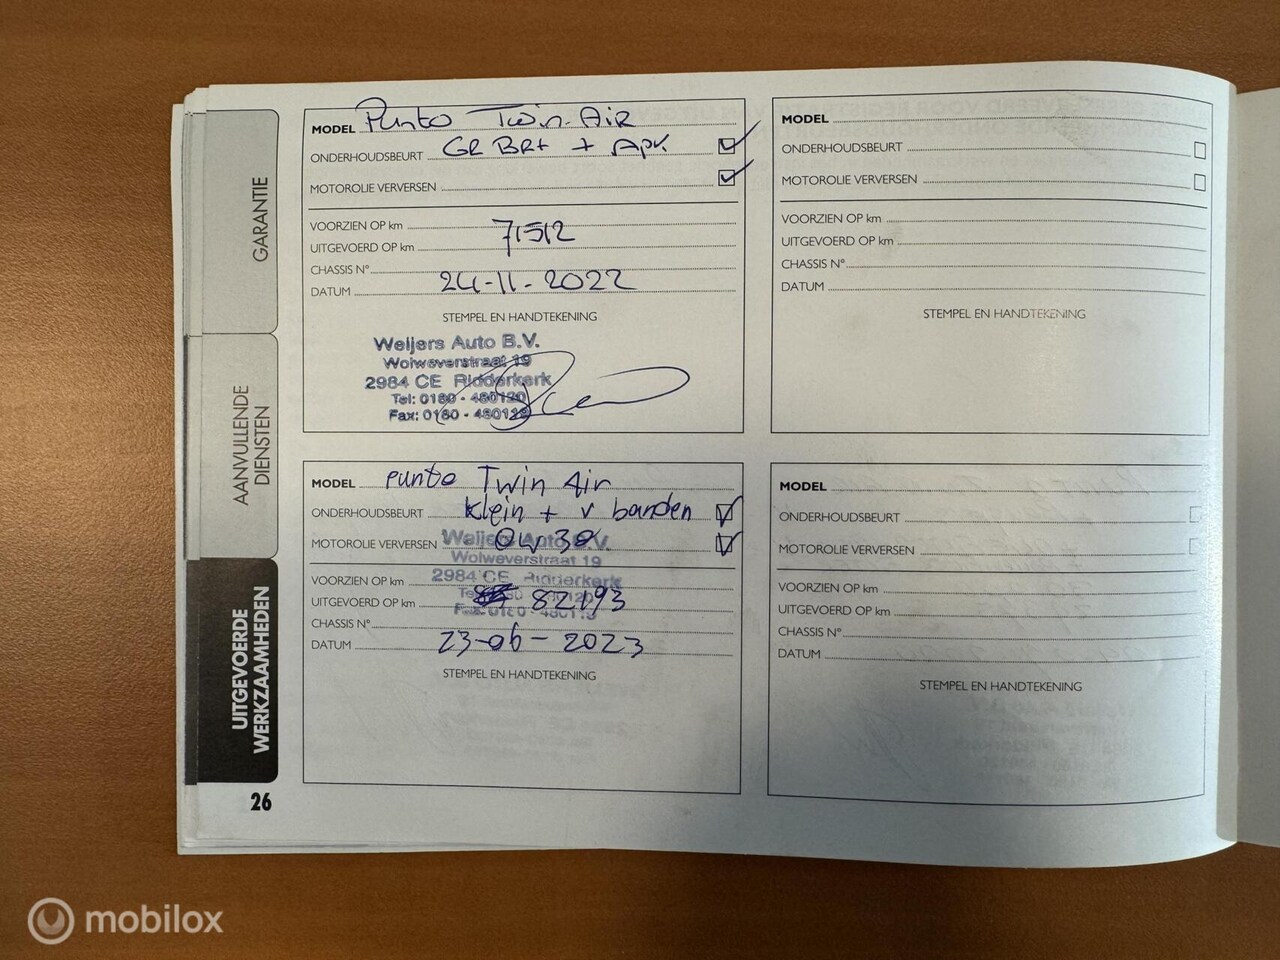 GARANTIE
AANVULLENDE
DIENSTEN
UITGEVOERDE
WERKZAAMHEDEN
26
MODEL Punto Twin-Air
ONDERHOUDSBEURT GR BRT + APK
MOTOROLIE VERVERSEN
VOORZIEN OP km
UITGEVOERD OP km 71512
CHASSIS N°
DATUM 24-11-2022
STEMPEL EN HANDTEKENING
Weijers Auto B.V.
Wolweverstraat 19
2984 CE Ridderkerk
Tel: 0180 - 480120
Fax: 0180 - 480119
MODEL Punto Twin Air
ONDERHOUDSBEURT klein + v banden
MOTOROLIE VERVERSEN 0W30
Weijers Auto B.V.
Wolweverstraat 19
2984 CE Ridderkerk
VOORZIEN OP km
UITGEVOERD OP km 82193
CHASSIS N°
DATUM 23-06-2023
STEMPEL EN HANDTEKENING
MODEL
ONDERHOUDSBEURT
MOTOROLIE VERVERSEN
VOORZIEN OP km
UITGEVOERD OP km
CHASSIS N°
DATUM
STEMPEL EN HANDTEKENING
MODEL
ONDERHOUDSBEURT
MOTOROLIE VERVERSEN
VOORZIEN OP km
UITGEVOERD OP km
CHASSIS N°
DATUM
STEMPEL EN HANDTEKENING
mobilox